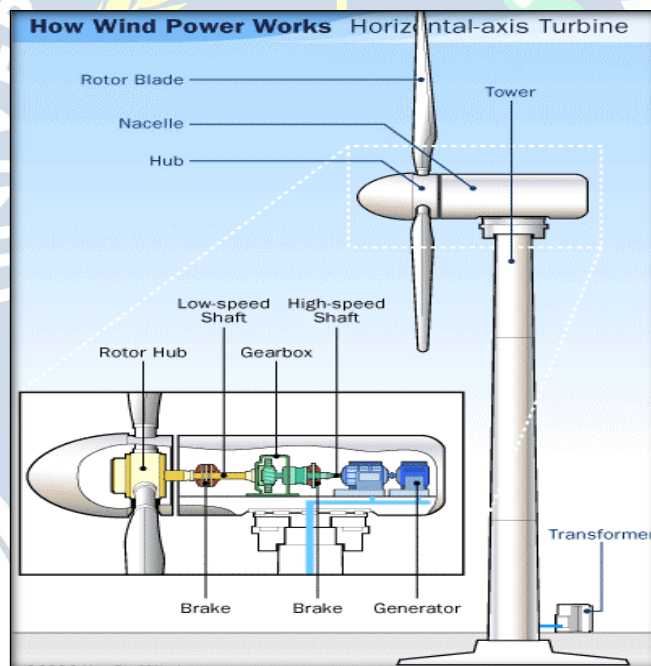 How Wind Power Works Horizontal-axis Turbine
Rotor Blade
Tower
Nacelle
Hub
Low-speed
Shaft
High-speed
Shaft
Rotor Hub
Gearbox
Transformer
Brake
Brake
Generator